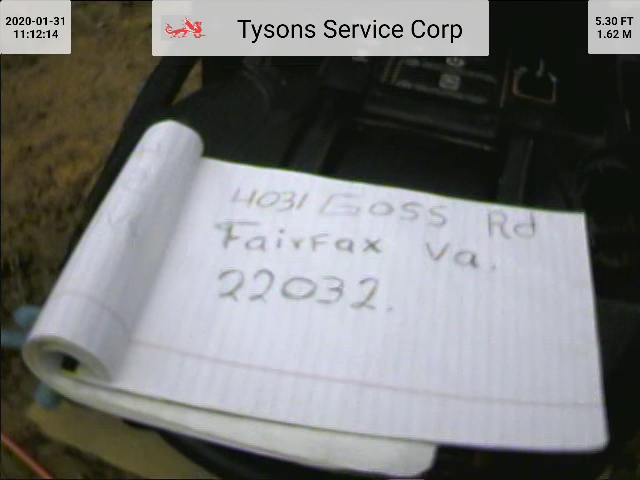 2020-01-31
11:12:14
Tysons Service Corp
5.30 FT
1.62 M
4031 Goss Rd
Fairfax Va.
22032.